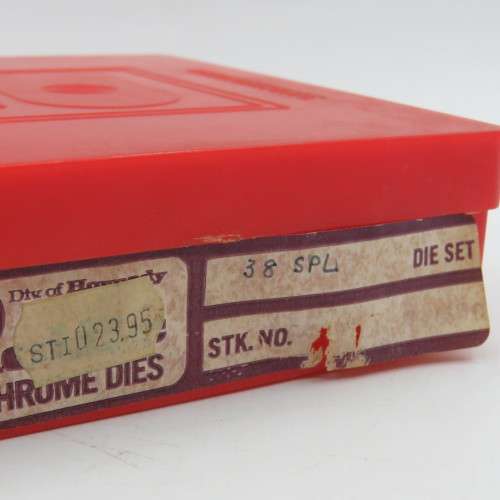 Div of Hornady
STI 023.95
HROME DIES
38 SPL
DIE SET
STK. NO.